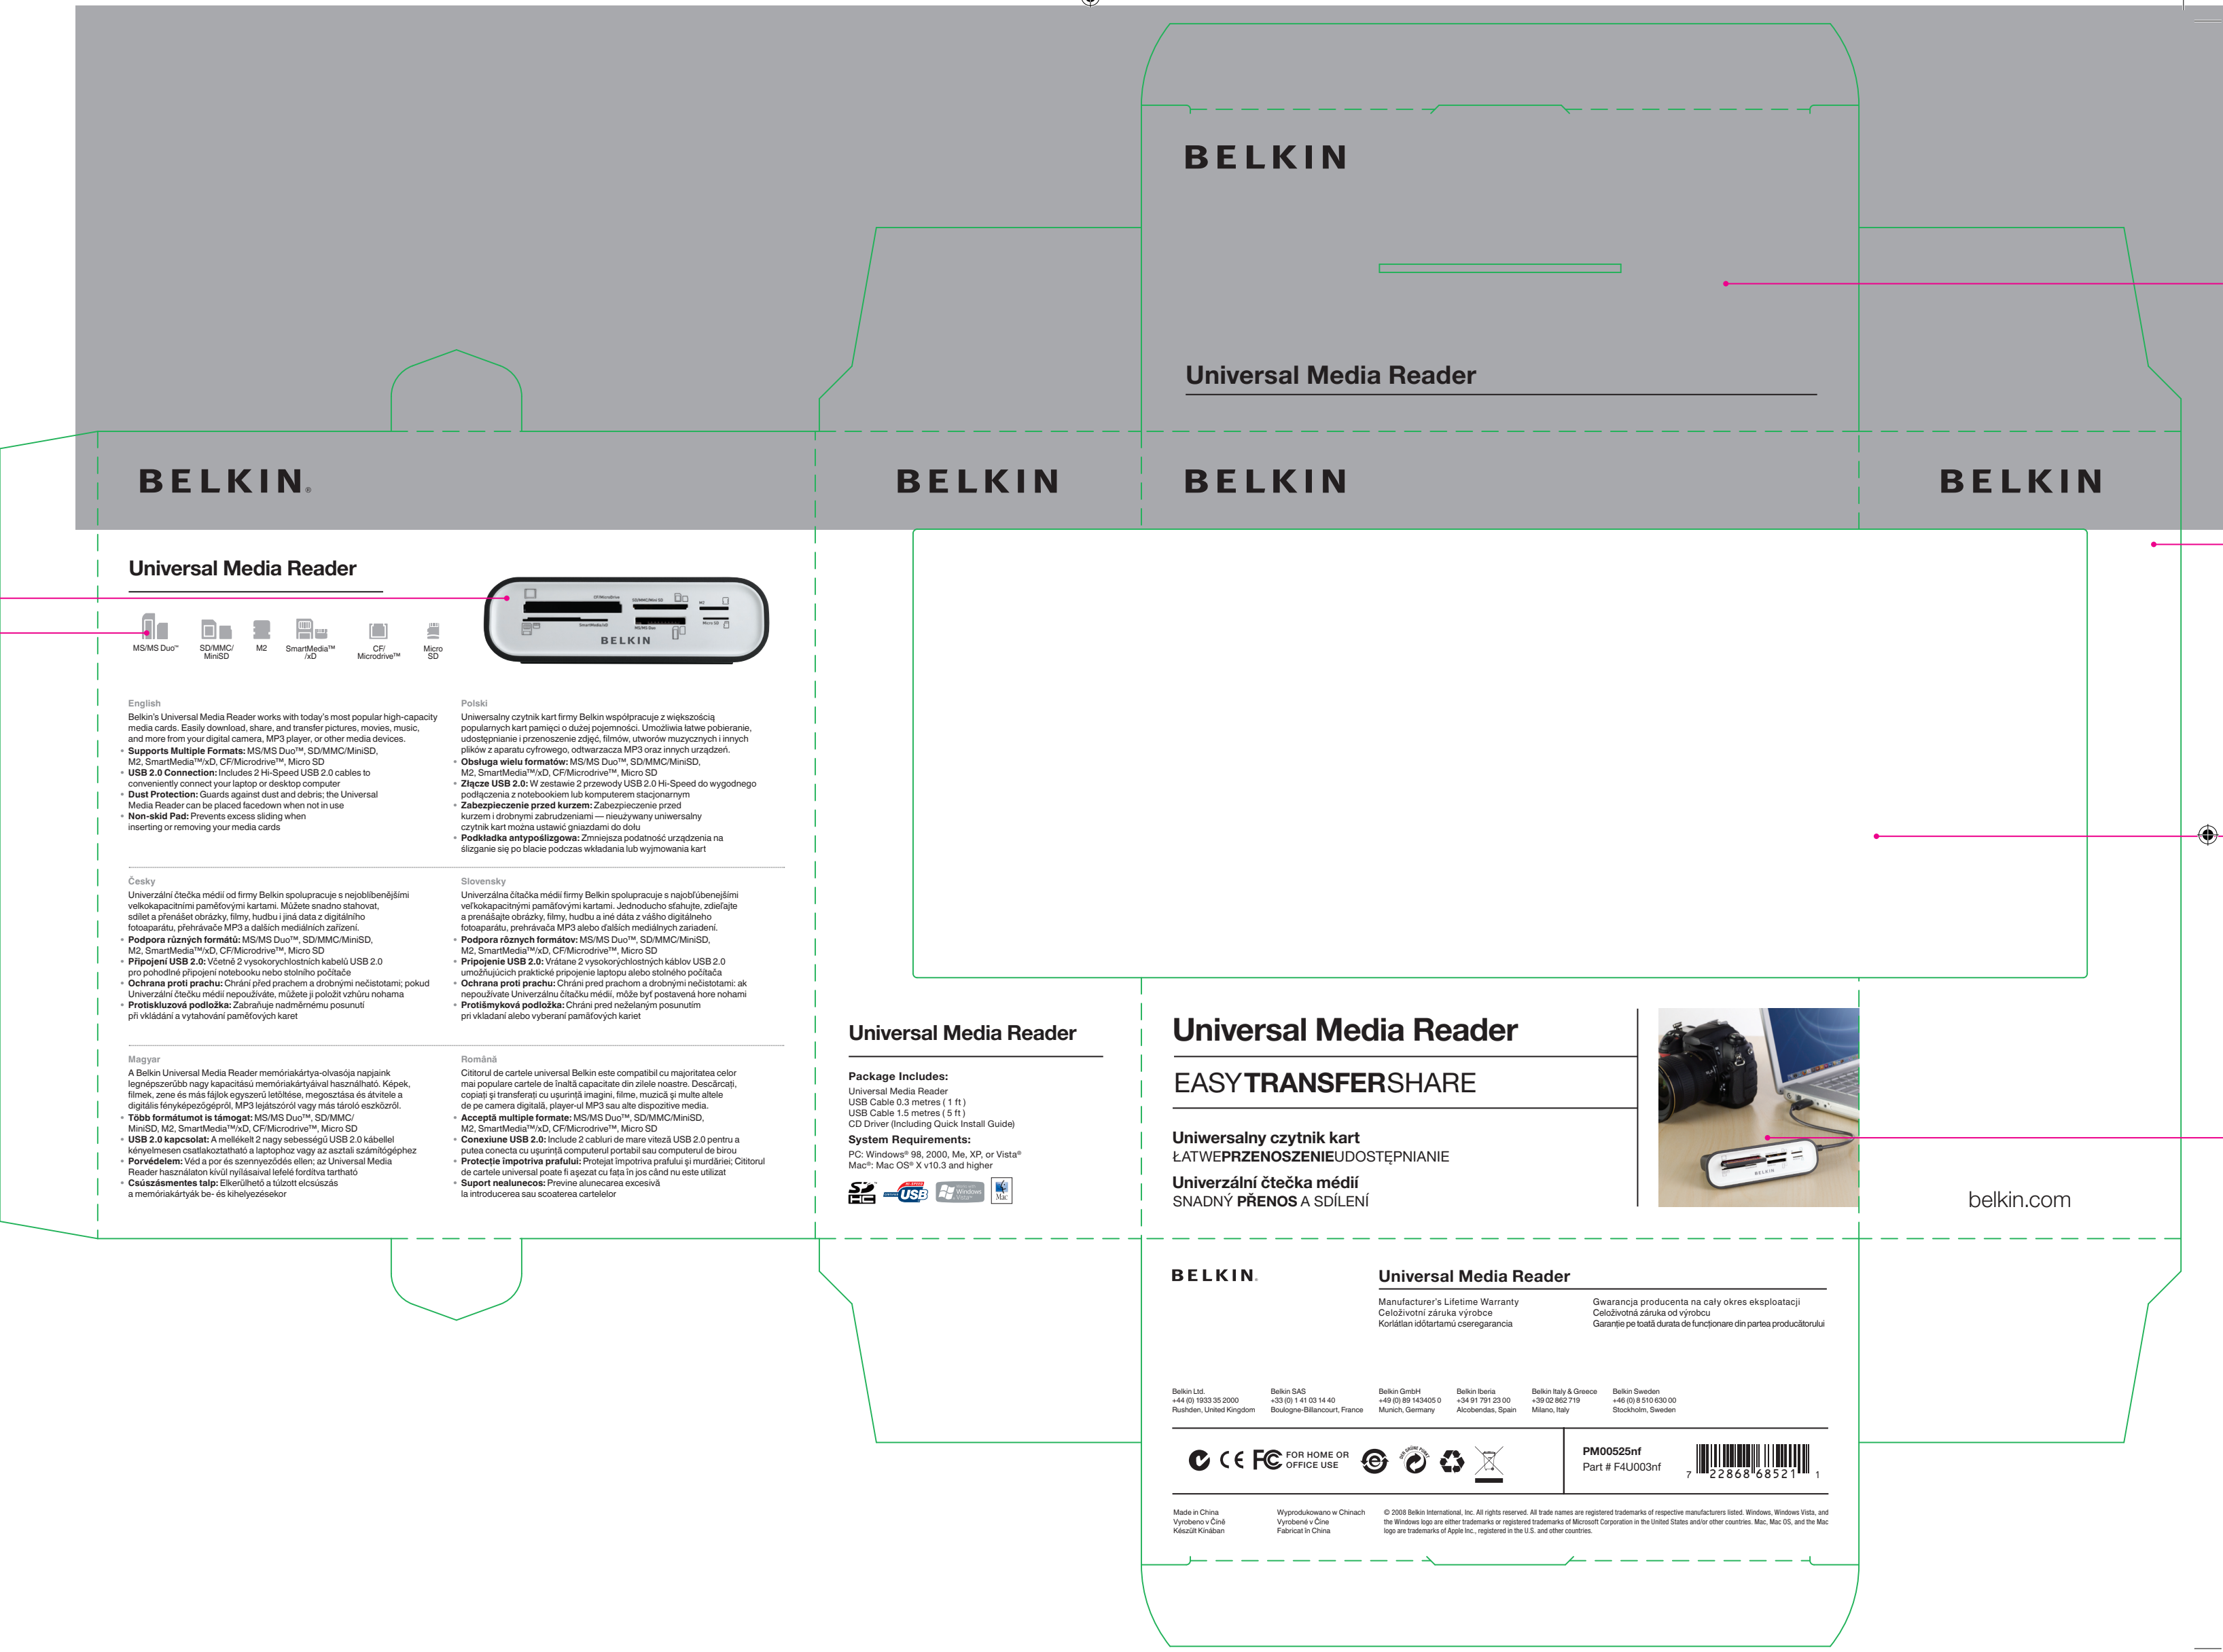 BELKIN
Universal Media Reader
BELKIN®
BELKIN
BELKIN
BELKIN
Universal Media Reader
MS/MS Duo™
SD/MMC/
MiniSD
M2
SmartMedia™
/xD
CF/
Microdrive™
Micro
SD
CF/Microdrive
SD/MMC/Mini SD
M2
SmartMedia/xD
MS/MS Duo
Micro SD
BELKIN
English
Belkin's Universal Media Reader works with today's most popular high-capacity
media cards. Easily download, share, and transfer pictures, movies, music,
and more from your digital camera, MP3 player, or other media devices.
• Supports Multiple Formats: MS/MS Duo™, SD/MMC/MiniSD,
M2, SmartMedia™/xD, CF/Microdrive™, Micro SD
• USB 2.0 Connection: Includes 2 Hi-Speed USB 2.0 cables to
conveniently connect your laptop or desktop computer
• Dust Protection: Guards against dust and debris; the Universal
Media Reader can be placed facedown when not in use
• Non-skid Pad: Prevents excess sliding when
inserting or removing your media cards
Polski
Uniwersalny czytnik kart firmy Belkin współpracuje z większością
popularnych kart pamięci o dużej pojemności. Umożliwia łatwe pobieranie,
udostępnianie i przenoszenie zdjęć, filmów, utworów muzycznych i innych
plików z aparatu cyfrowego, odtwarzacza MP3 oraz innych urządzeń.
• Obsługa wielu formatów: MS/MS Duo™, SD/MMC/MiniSD,
M2, SmartMedia™/xD, CF/Microdrive™, Micro SD
• Złącze USB 2.0: W zestawie 2 przewody USB 2.0 Hi-Speed do wygodnego
podłączenia z notebookiem lub komputerem stacjonarnym
• Zabezpieczenie przed kurzem: Zabezpieczenie przed
kurzem i drobnymi zabrudzeniami — nieużywany uniwersalny
czytnik kart można ustawić gniazdami do dołu
• Podkładka antypoślizgowa: Zmniejsza podatność urządzenia na
ślizganie się po blacie podczas wkładania lub wyjmowania kart
Česky
Univerzální čtečka médií od firmy Belkin spolupracuje s nejoblíbenějšími
velkokapacitními paměťovými kartami. Můžete snadno stahovat,
sdílet a přenášet obrázky, filmy, hudbu i jiná data z digitálního
fotoaparátu, přehrávače MP3 a dalších mediálních zařízení.
• Podpora různých formátů: MS/MS Duo™, SD/MMC/MiniSD,
M2, SmartMedia™/xD, CF/Microdrive™, Micro SD
• Připojení USB 2.0: Včetně 2 vysokorychlostních kabelů USB 2.0
pro pohodlné připojení notebooku nebo stolního počítače
• Ochrana proti prachu: Chrání před prachem a drobnými nečistotami; pokud
Univerzální čtečku médií nepoužíváte, můžete ji položit vzhůru nohama
• Protiskluzová podložka: Zabraňuje nadměrnému posunutí
při vkládání a vytahování paměťových karet
Slovensky
Univerzálna čítačka médií firmy Belkin spolupracuje s najobľúbenejšími
veľkokapacitnými pamäťovými kartami. Jednoducho sťahujte, zdieľajte
a prenášajte obrázky, filmy, hudbu a iné dáta z vášho digitálneho
fotoaparátu, prehrávača MP3 alebo ďalších mediálnych zariadení.
• Podpora rôznych formátov: MS/MS Duo™, SD/MMC/MiniSD,
M2, SmartMedia™/xD, CF/Microdrive™, Micro SD
• Pripojenie USB 2.0: Vrátane 2 vysokorýchlostných káblov USB 2.0
umožňujúcich praktické pripojenie laptopu alebo stolného počítača
• Ochrana proti prachu: Chráni pred prachom a drobnými nečistotami: ak
nepoužívate Univerzálnu čítačku médií, môže byť postavená hore nohami
• Protišmyková podložka: Chráni pred neželaným posunutím
pri vkladaní alebo vyberaní pamäťových kariet
Magyar
A Belkin Universal Media Reader memóriakártya-olvasója napjaink
legnépszerűbb nagy kapacitású memóriakártyáival használható. Képek,
filmek, zene és más fájlok egyszerű letöltése, megosztása és átvitele a
digitális fényképezőgépről, MP3 lejátszóról vagy más tároló eszközről.
• Több formátumot is támogat: MS/MS Duo™, SD/MMC/
MiniSD, M2, SmartMedia™/xD, CF/Microdrive™, Micro SD
• USB 2.0 kapcsolat: A mellékelt 2 nagy sebességű USB 2.0 kábellel
kényelmesen csatlakoztatható a laptophoz vagy az asztali számítógéphez
• Porvédelem: Véd a por és szennyeződés ellen; az Universal Media
Reader használaton kívül nyílásaival lefelé fordítva tartható
• Csúszásmentes talp: Elkerülhető a túlzott elcsúszás
a memóriakártyák be- és kihelyezésekor
Română
Cititorul de cartele universal Belkin este compatibil cu majoritatea celor
mai populare cartele de înaltă capacitate din zilele noastre. Descărcați,
copiați și transferați cu ușurință imagini, filme, muzică și multe altele
de pe camera digitală, player-ul MP3 sau alte dispozitive media.
• Acceptă multiple formate: MS/MS Duo™, SD/MMC/MiniSD,
M2, SmartMedia™/xD, CF/Microdrive™, Micro SD
• Conexiune USB 2.0: Include 2 cabluri de mare viteză USB 2.0 pentru a
putea conecta cu ușurință computerul portabil sau computerul de birou
• Protecție împotriva prafului: Protejat împotriva prafului și murdăriei; Cititorul
de cartele universal poate fi așezat cu fața în jos când nu este utilizat
• Suport nealunecos: Previne alunecarea excesivă
la introducerea sau scoaterea cartelelor
Universal Media Reader
Package Includes:
Universal Media Reader
USB Cable 0.3 metres ( 1 ft )
USB Cable 1.5 metres ( 5 ft )
CD Driver (Including Quick Install Guide)
System Requirements:
PC: Windows® 98, 2000, Me, XP, or Vista®
Mac®: Mac OS® X v10.3 and higher
SD
HC
USB
Windows
Vista
Mac
Universal Media Reader
EASYTRANSFERSHARE
Uniwersalny czytnik kart
ŁATWEPRZENOSZENIEUDOSTĘPNIANIE
Univerzální čtečka médií
SNADNÝ PŘENOS A SDÍLENÍ
BELKIN
belkin.com
BELKIN®
Universal Media Reader
Manufacturer's Lifetime Warranty
Celoživotní záruka výrobce
Korlátlan időtartamú cseregarancia
Gwarancja producenta na cały okres eksploatacji
Celoživotná záruka od výrobcu
Garanție pe toată durata de funcționare din partea producătorului
Belkin Ltd.
+44 (0) 1933 35 2000
Rushden, United Kingdom
Belkin SAS
+33 (0) 1 41 03 14 40
Boulogne-Billancourt, France
Belkin GmbH
+49 (0) 89 143405 0
Munich, Germany
Belkin Iberia
+34 91 791 23 00
Alcobendas, Spain
Belkin Italy & Greece
+39 02 862 719
Milano, Italy
Belkin Sweden
+46 (0) 8 510 630 00
Stockholm, Sweden
CE FC FOR HOME OR
OFFICE USE
DER GRÜNE PUNKT
PM00525nf
Part # F4U003nf
7 22868 68521 1
Made in China
Vyrobeno v Číně
Készült Kínában
Wyprodukowano w Chinach
Vyrobené v Číne
Fabricat în China
© 2008 Belkin International, Inc. All rights reserved. All trade names are registered trademarks of respective manufacturers listed. Windows, Windows Vista, and
the Windows logo are either trademarks or registered trademarks of Microsoft Corporation in the United States and/or other countries. Mac, Mac OS, and the Mac
logo are trademarks of Apple Inc., registered in the U.S. and other countries.